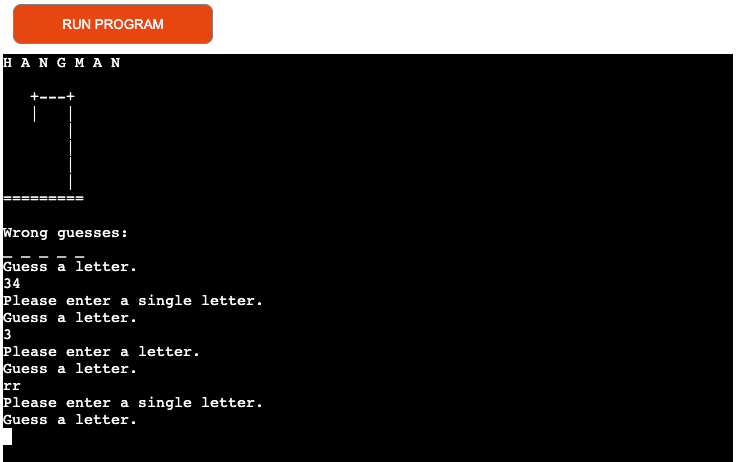 RUN PROGRAM
H A N G M A N
+---+
|   |
|
|
|
|
=========
Wrong guesses:
_ _ _ _ _
Guess a letter.
34
Please enter a single letter.
Guess a letter.
3
Please enter a letter.
Guess a letter.
rr
Please enter a single letter.
Guess a letter.